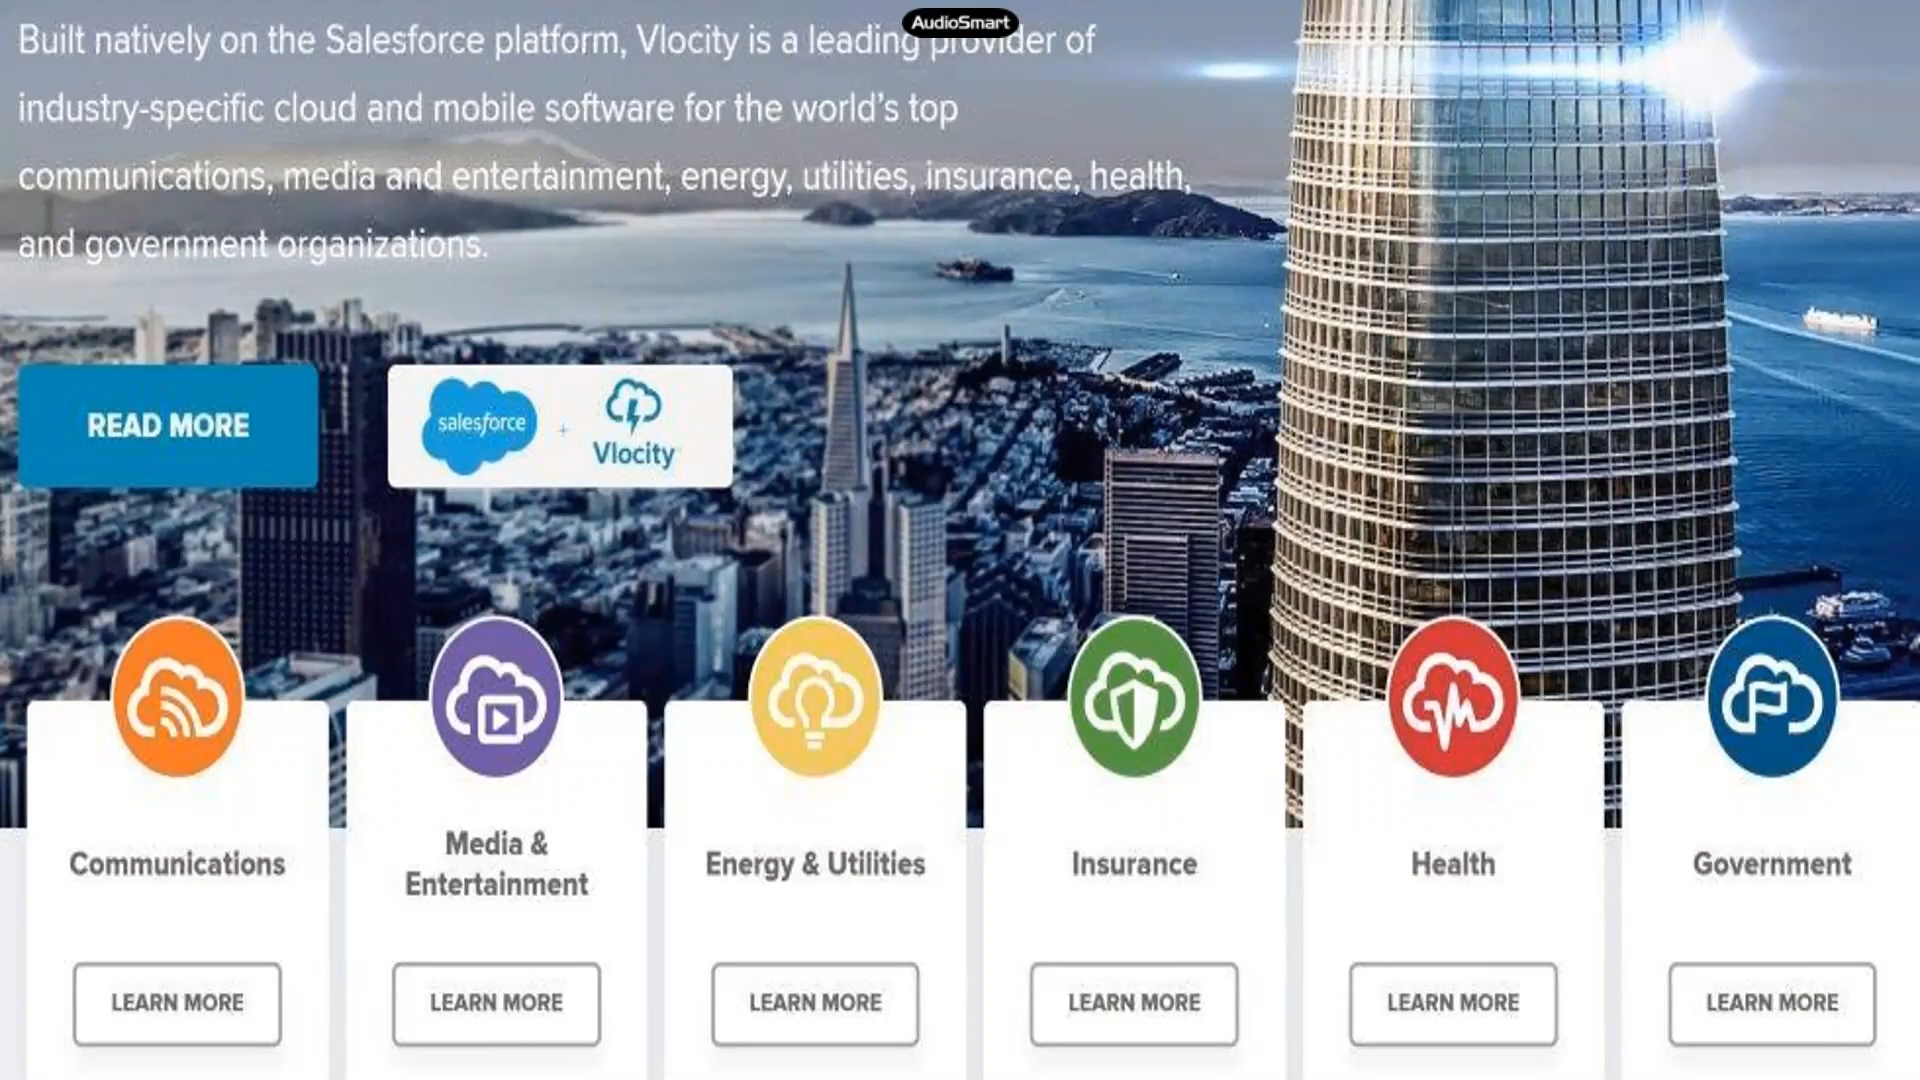 AudioSmart
Built natively on the Salesforce platform, Vlocity is a leading provider of
industry-specific cloud and mobile software for the world’s top
communications, media and entertainment, energy, utilities, insurance, health,
and government organizations.
READ MORE
salesforce
+
Vlocity
Communications
Media &
Entertainment
Energy & Utilities
Insurance
Health
Government
LEARN MORE
LEARN MORE
LEARN MORE
LEARN MORE
LEARN MORE
LEARN MORE